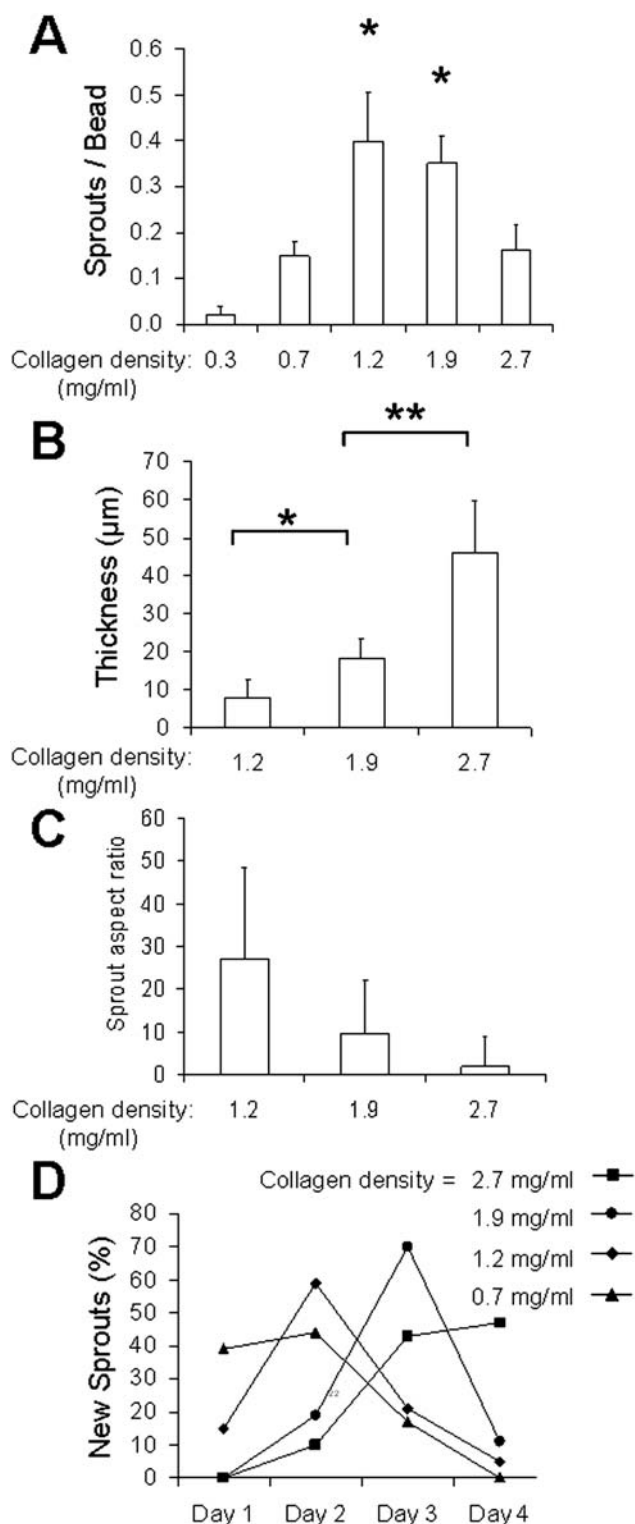 A
*
*
0.6
0.5
0.4
0.3
0.2
0.1
0.0
Sprouts / Bead
Collagen density: 0.3 0.7 1.2 1.9 2.7
(mg/ml)
B
**
*
70
60
50
40
30
20
10
0
Thickness (µm)
Collagen density: 1.2 1.9 2.7
(mg/ml)
C
60
50
40
30
20
10
0
Sprout aspect ratio
Collagen density: 1.2 1.9 2.7
(mg/ml)
D
Collagen density = 2.7 mg/ml
1.9 mg/ml
1.2 mg/ml
0.7 mg/ml
80
70
60
50
40
30
20
10
0
New Sprouts (%)
Day 1 Day 2 Day 3 Day 4